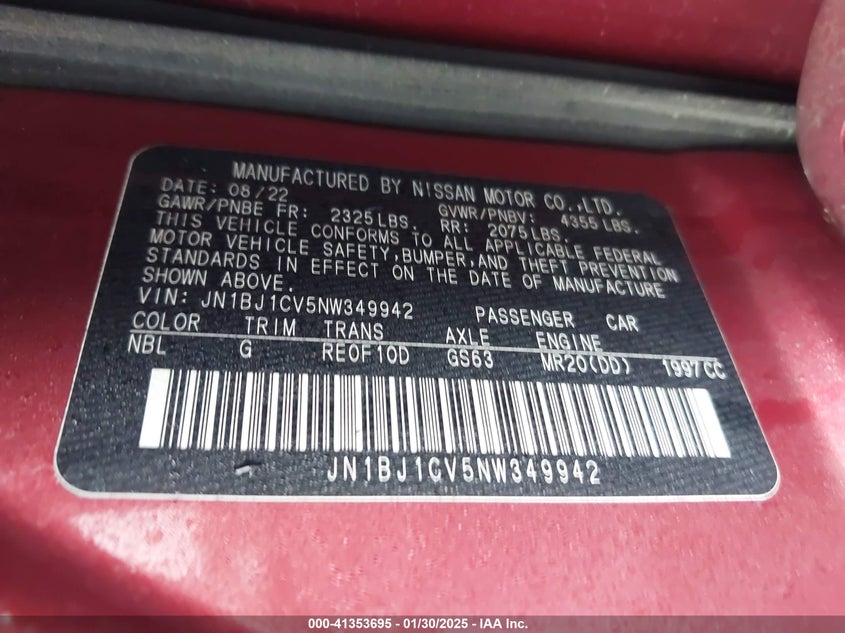 MANUFACTURED BY NISSAN MOTOR CO.,LTD.
DATE: 08/22
GAWR/PNBE FR: 2325LBS. GVWR/PNBV: 4355LBS.
RR: 2075LBS.
THIS VEHICLE CONFORMS TO ALL APPLICABLE FEDERAL
MOTOR VEHICLE SAFETY,BUMPER,AND THEFT PREVENTION
STANDARDS IN EFFECT ON THE DATE OF MANUFACTURE
SHOWN ABOVE.
VIN: JN1BJ1CV5NW349942 PASSENGER CAR
COLOR TRIM TRANS AXLE ENGINE
NBL G RE0F10D GS63 MR20(DD) 1997CC
JN1BJ1CV5NW349942
000-41353695 - 01/30/2025 - IAA Inc.